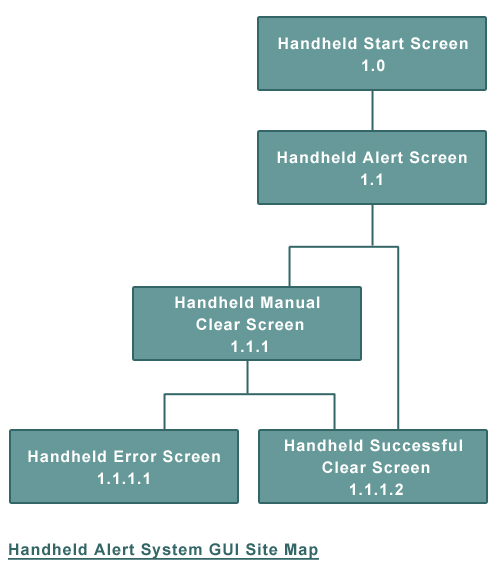 Handheld Start Screen
1.0
Handheld Alert Screen
1.1
Handheld Manual
Clear Screen
1.1.1
Handheld Error Screen
1.1.1.1
Handheld Successful
Clear Screen
1.1.1.2
Handheld Alert System GUI Site Map